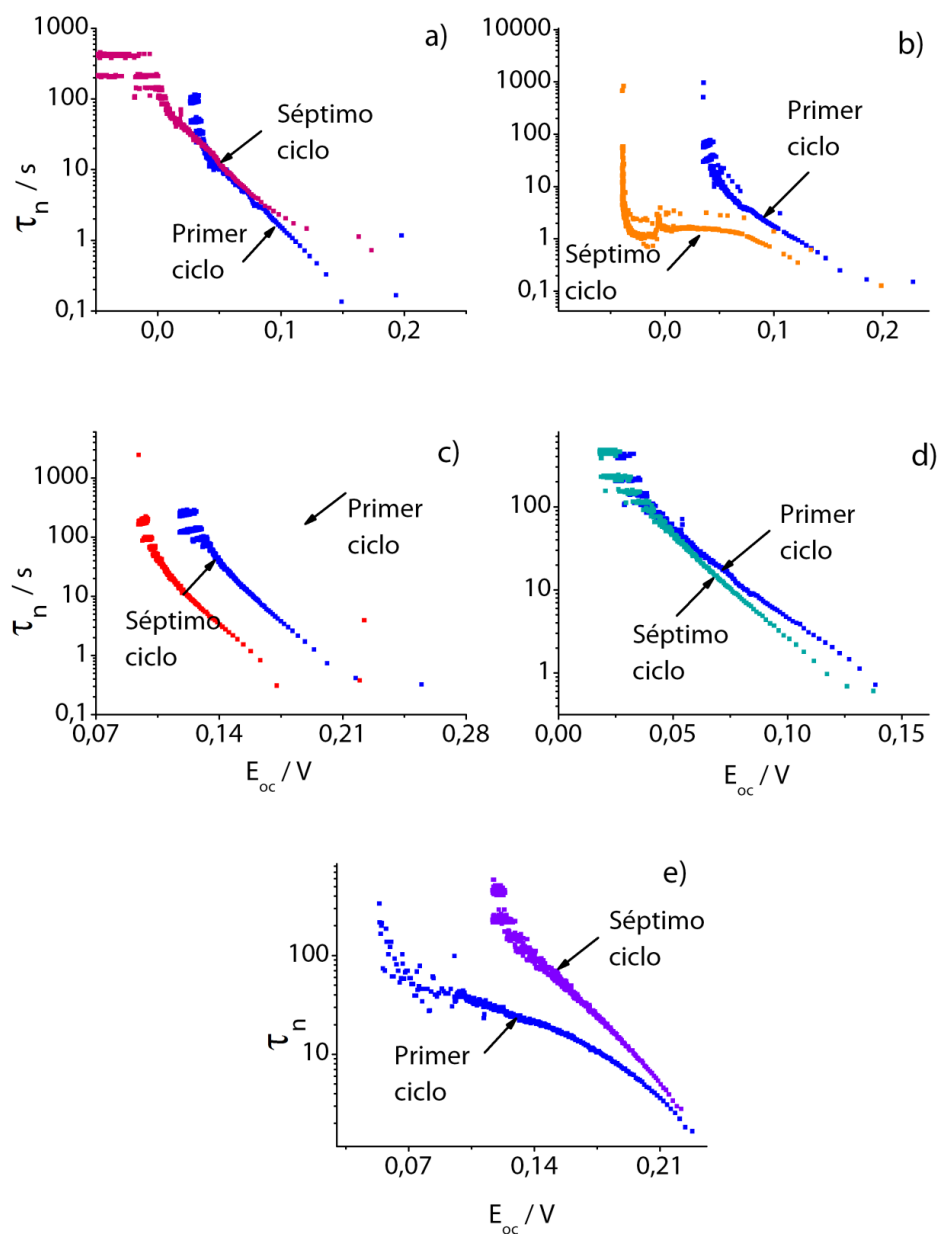 a)
1000
100
10
1
0,1
τn / s
Séptimo
ciclo
Primer
ciclo
0,0
0,1
0,2
b)
10000
1000
100
10
1
0,1
Primer
ciclo
Séptimo
ciclo
0,0
0,1
0,2
c)
1000
100
10
1
0,1
τn / s
Primer
ciclo
Séptimo
ciclo
0,07
0,14
0,21
0,28
Eoc / V
d)
100
10
1
Primer
ciclo
Séptimo
ciclo
0,00
0,05
0,10
0,15
Eoc / V
e)
100
10
τn
Séptimo
ciclo
Primer
ciclo
0,07
0,14
0,21
Eoc / V